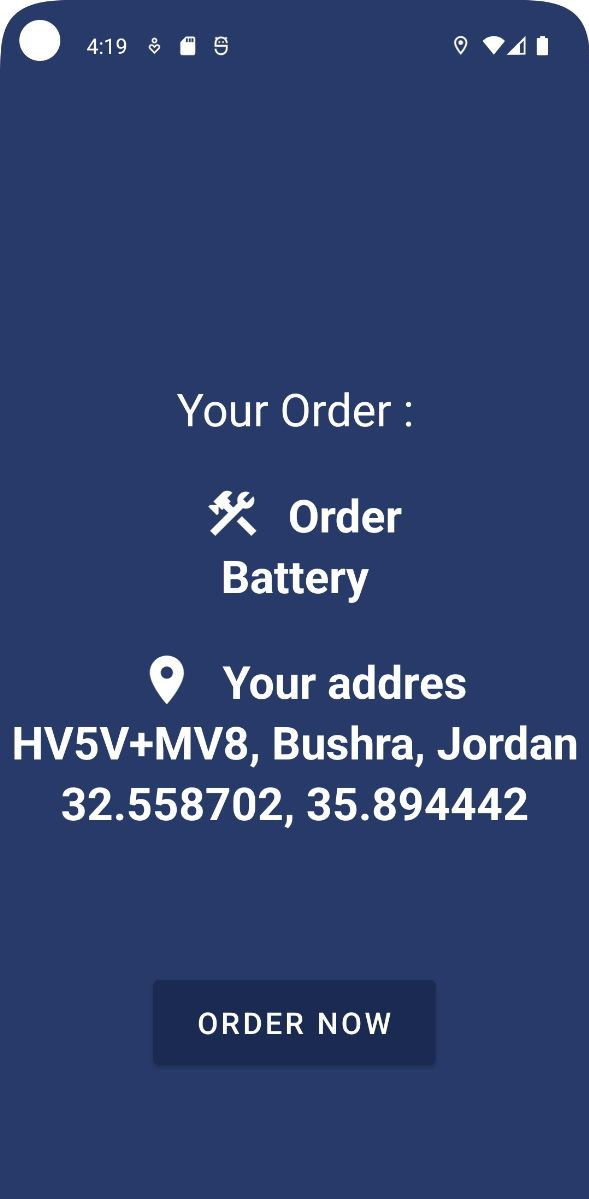 4:19
Your Order :
Order
Battery
Your addres
HV5V+MV8, Bushra, Jordan
32.558702, 35.894442
ORDER NOW